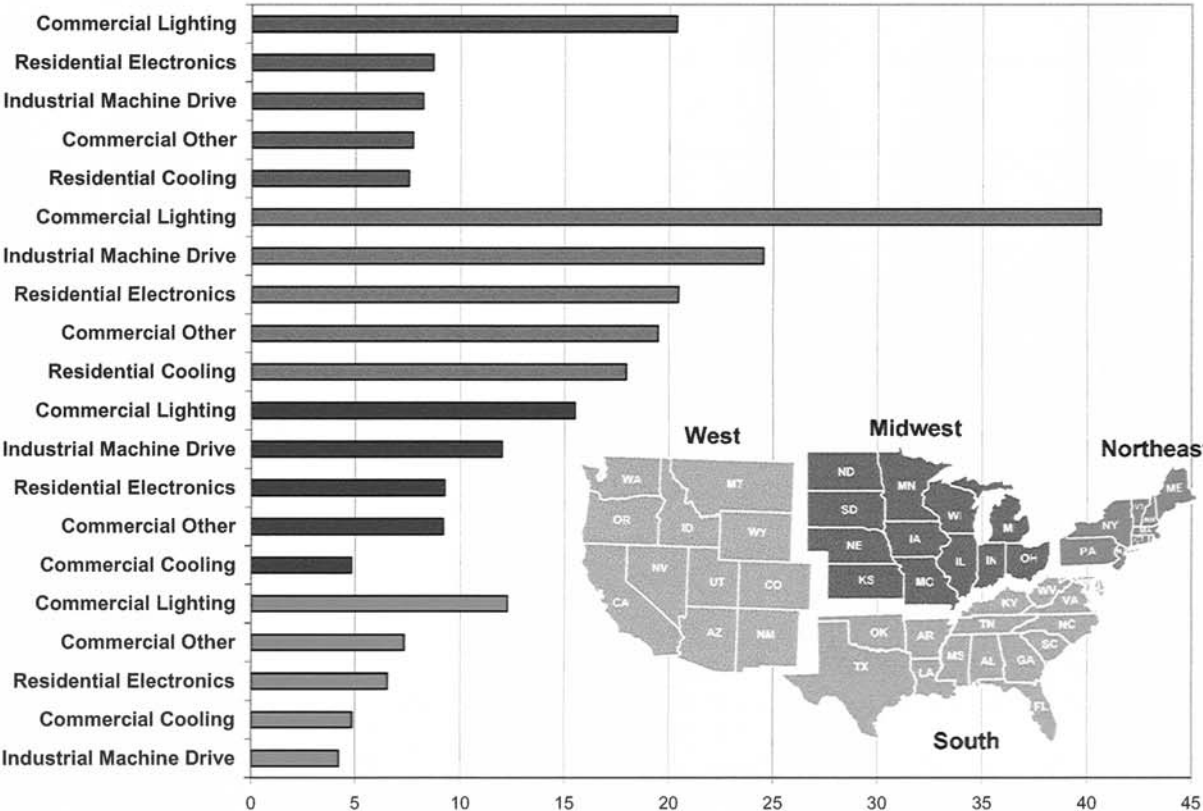 Commercial Lighting
Residential Electronics
Industrial Machine Drive
Commercial Other
Residential Cooling
Commercial Lighting
Industrial Machine Drive
Residential Electronics
Commercial Other
Residential Cooling
Commercial Lighting
Industrial Machine Drive
Residential Electronics
Commercial Other
Commercial Cooling
Commercial Lighting
Commercial Other
Residential Electronics
Commercial Cooling
Industrial Machine Drive
0 5 10 15 20 25 30 35 40 45
West
Midwest
Northeast
South
WA MT ND MN ME
OR ID WY SD WI M NY
NE IA PA
NV UT CO KS MC IL IN OH
CA AZ NM OK AR KY WV VA
TN NC
TX LA MS AL GA SC
FL